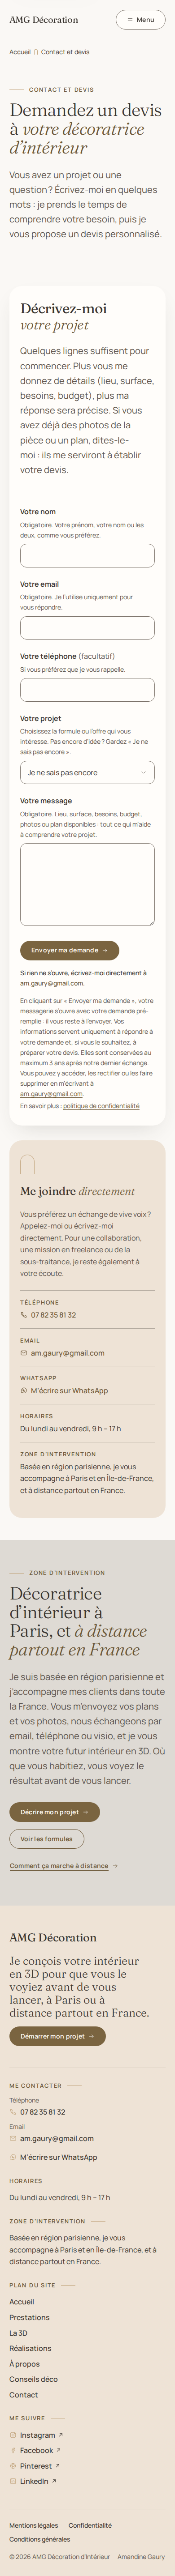 AMG Décoration
Menu
Accueil
Contact et devis
CONTACT ET DEVIS
Demandez un devis
à votre décoratrice
d’intérieur
Vous avez un projet ou une
question ? Écrivez-moi en quelques
mots : je prends le temps de
comprendre votre besoin, puis je
vous propose un devis personnalisé.
Décrivez-moi
votre projet
Quelques lignes suffisent pour
commencer. Plus vous me
donnez de détails (lieu, surface,
besoins, budget), plus ma
réponse sera précise. Si vous
avez déjà des photos de la
pièce ou un plan, dites-le-
moi : ils me serviront à établir
votre devis.
Votre nom
Obligatoire. Votre prénom, votre nom ou les
deux, comme vous préférez.
Votre email
Obligatoire. Je l’utilise uniquement pour
vous répondre.
Votre téléphone (facultatif)
Si vous préférez que je vous rappelle.
Votre projet
Choisissez la formule ou l’offre qui vous
intéresse. Pas encore d’idée ? Gardez « Je ne
sais pas encore ».
Je ne sais pas encore
Votre message
Obligatoire. Lieu, surface, besoins, budget,
photos ou plan disponibles : tout ce qui m’aide
à comprendre votre projet.
Envoyer ma demande →
Si rien ne s’ouvre, écrivez-moi directement à
am.gaury@gmail.com.
En cliquant sur « Envoyer ma demande », votre
messagerie s’ouvre avec votre demande pré-
remplie : il vous reste à l’envoyer. Vos
informations servent uniquement à répondre à
votre demande et, si vous le souhaitez, à
préparer votre devis. Elles sont conservées au
maximum 3 ans après notre dernier échange.
Vous pouvez y accéder, les rectifier ou les faire
supprimer en m’écrivant à
am.gaury@gmail.com.
En savoir plus : politique de confidentialité
Me joindre directement
Vous préférez un échange de vive voix ?
Appelez-moi ou écrivez-moi
directement. Pour une collaboration,
une mission en freelance ou de la
sous-traitance, je reste également à
votre écoute.
TÉLÉPHONE
07 82 35 81 32
EMAIL
am.gaury@gmail.com
WHATSAPP
M’écrire sur WhatsApp
HORAIRES
Du lundi au vendredi, 9 h – 17 h
ZONE D’INTERVENTION
Basée en région parisienne, je vous
accompagne à Paris et en Île-de-France,
et à distance partout en France.
ZONE D’INTERVENTION
Décoratrice
d’intérieur à
Paris, et à distance
partout en France
Je suis basée en région parisienne et
j’accompagne mes clients dans toute
la France. Vous m’envoyez vos plans
et vos photos, nous échangeons par
email, téléphone ou visio, et je vous
montre votre futur intérieur en 3D. Où
que vous habitiez, vous voyez le
résultat avant de vous lancer.
Décrire mon projet →
Voir les formules
Comment ça marche à distance →
AMG Décoration
Je conçois votre intérieur
en 3D pour que vous le
voyiez avant de vous
lancer, à Paris ou à
distance partout en France.
Démarrer mon projet →
ME CONTACTER
Téléphone
07 82 35 81 32
Email
am.gaury@gmail.com
M’écrire sur WhatsApp
HORAIRES
Du lundi au vendredi, 9 h – 17 h
ZONE D’INTERVENTION
Basée en région parisienne, je vous
accompagne à Paris et en Île-de-France, et à
distance partout en France.
PLAN DU SITE
Accueil
Prestations
La 3D
Réalisations
À propos
Conseils déco
Contact
ME SUIVRE
Instagram ↗
Facebook ↗
Pinterest ↗
LinkedIn ↗
Mentions légales Confidentialité
Conditions générales
© 2026 AMG Décoration d’Intérieur — Amandine Gaury